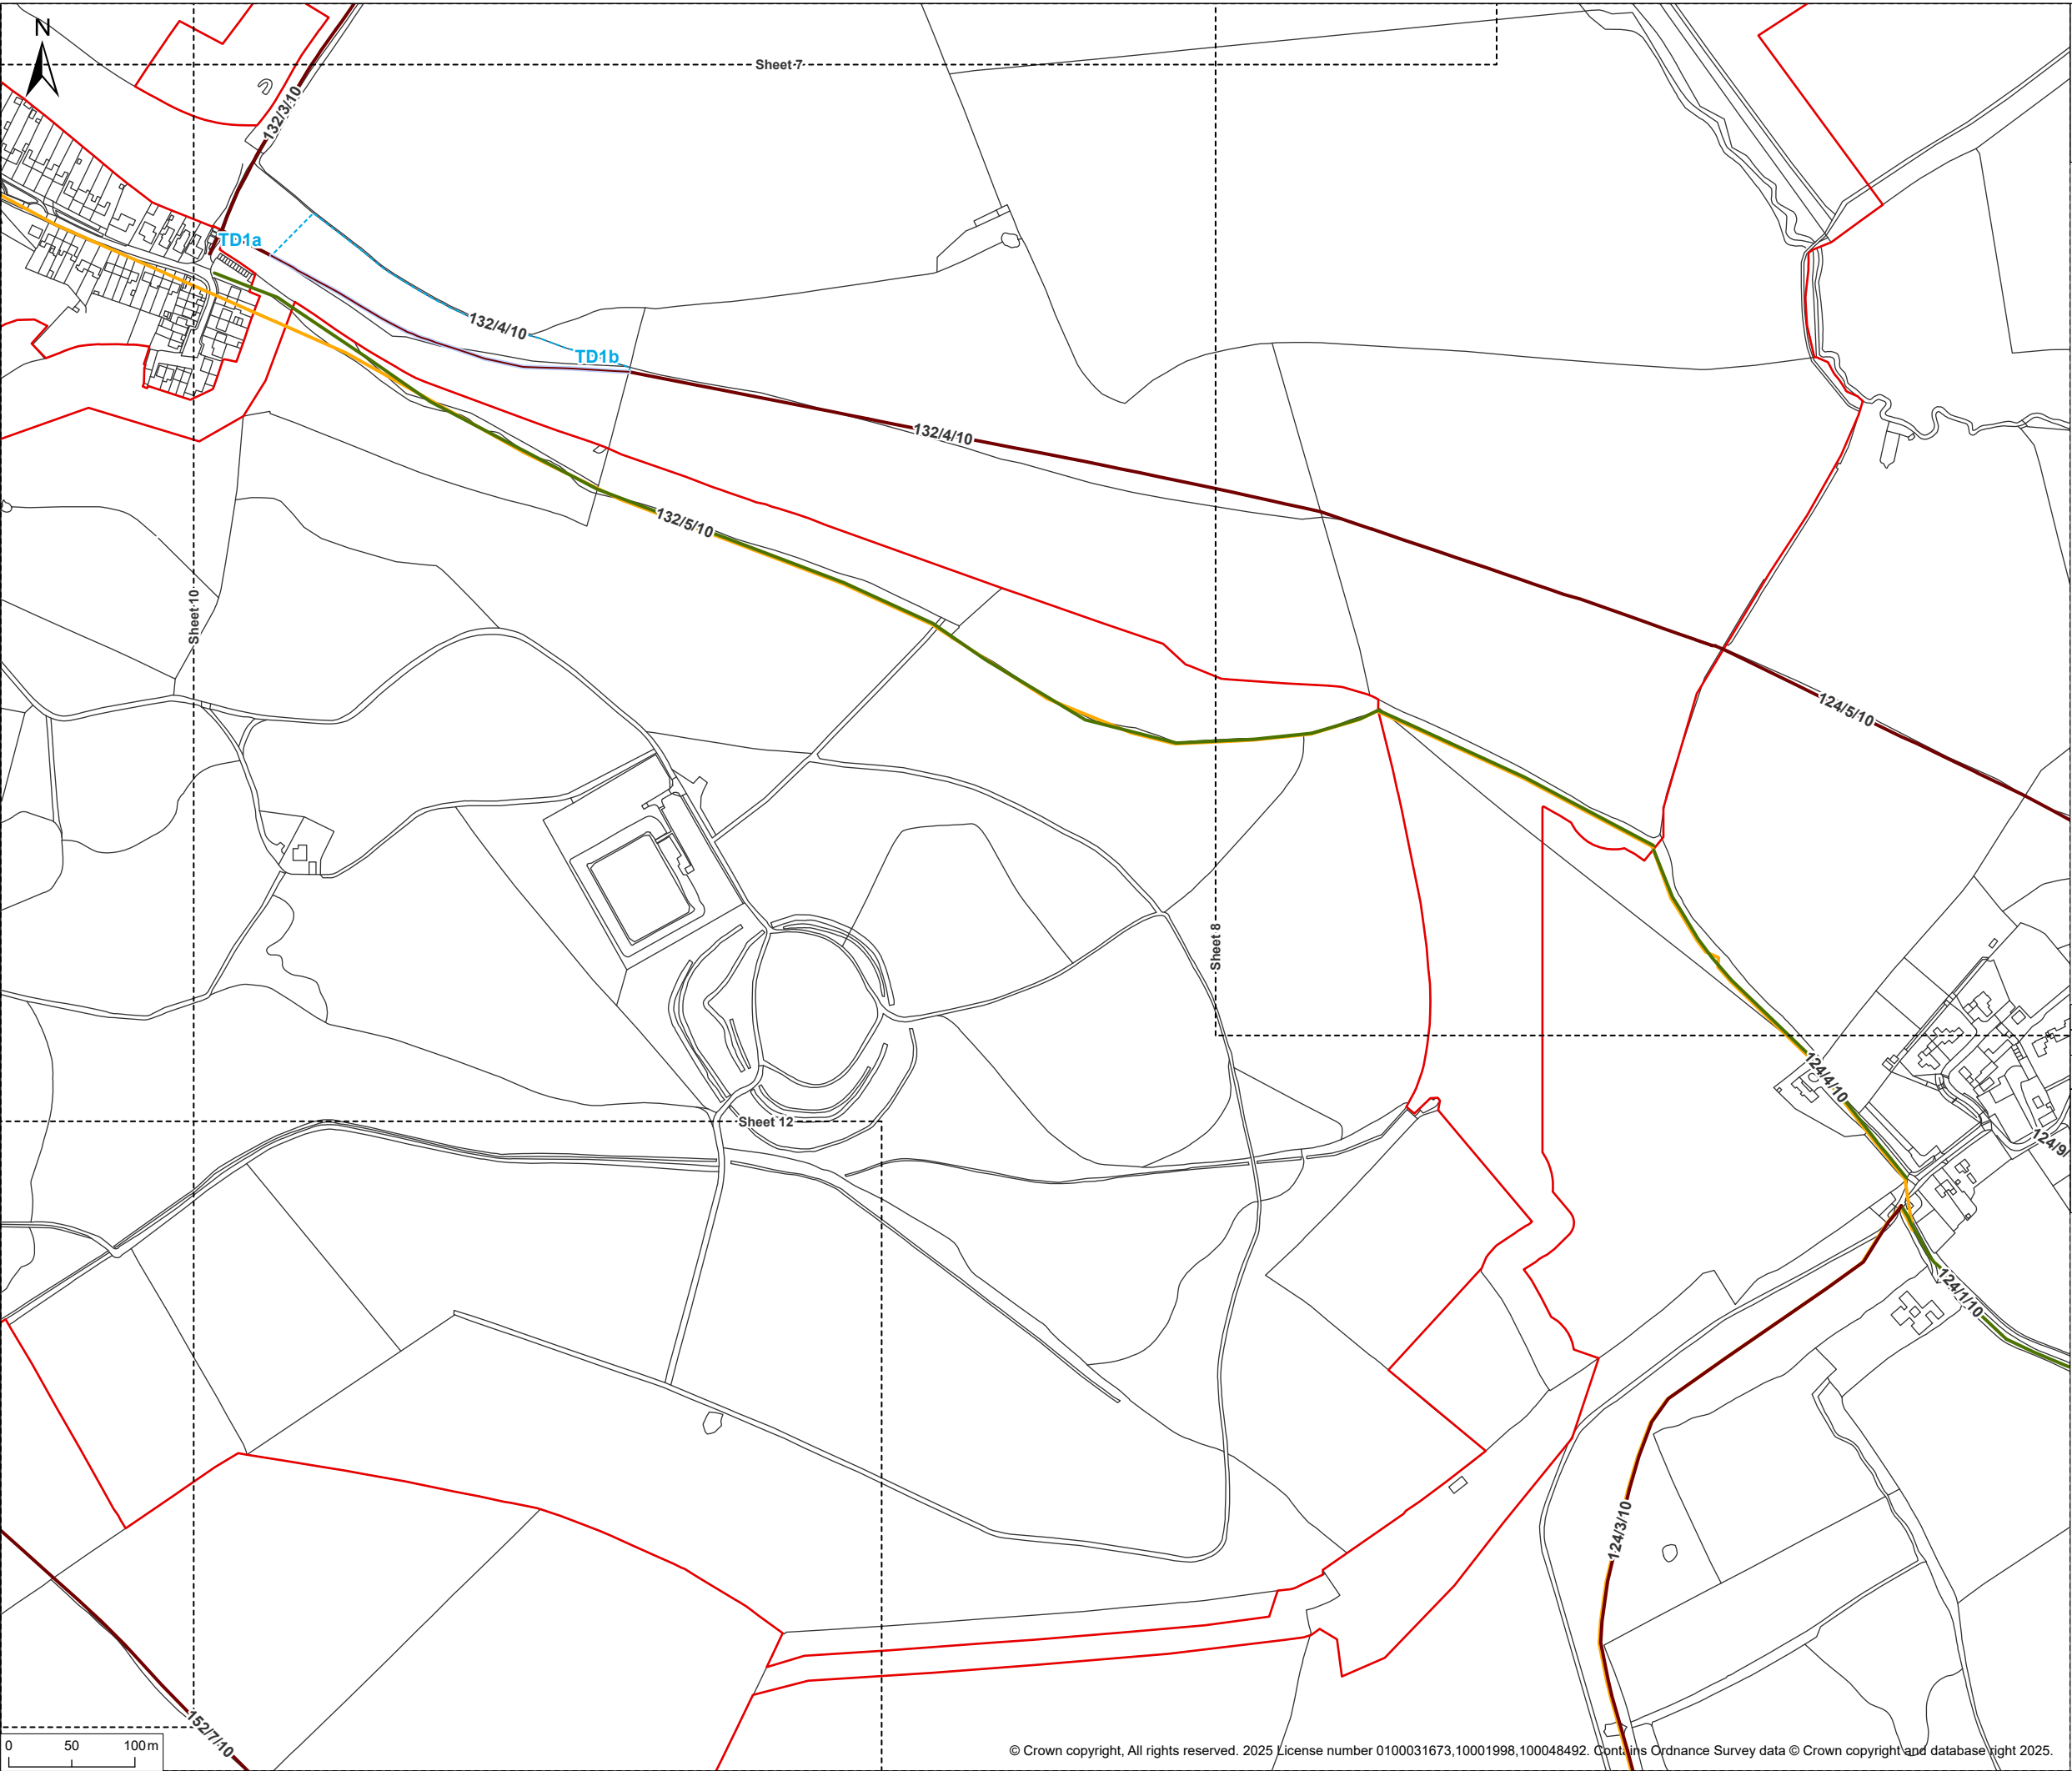 N
Sheet 7
132/3/10
TD1a
132/4/10
TD1b
132/4/10
132/5/10
Sheet 10
124/5/10
Sheet 8
124/4/10
Sheet 12
124/9/
124/1/10
124/3/10
152/7/10
0 50 100m
© Crown copyright, All rights reserved. 2025 License number 0100031673,10001998,100048492. Contains Ordnance Survey data © Crown copyright and database right 2025.